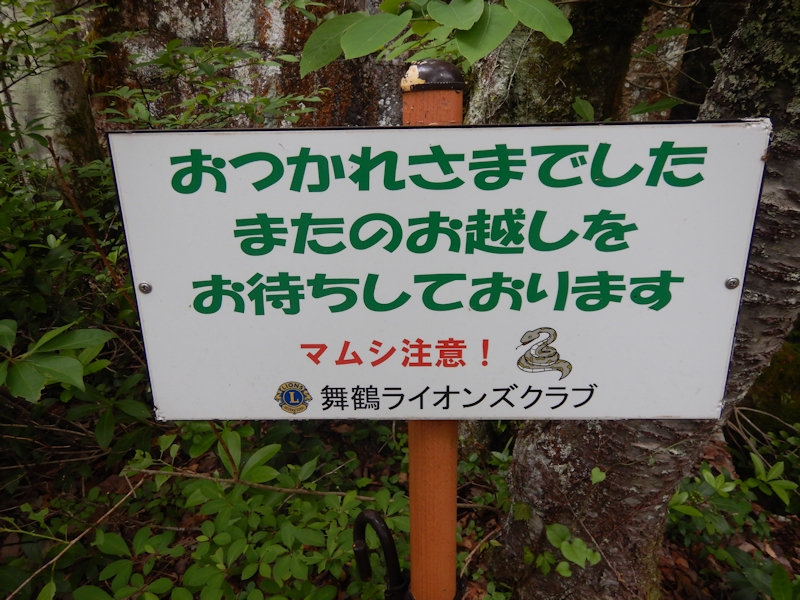 おつかれさまでした
またのお越しを
お待ちしております
マムシ注意！
LIONS
L
INTERNATIONAL
舞鶴ライオンズクラブ